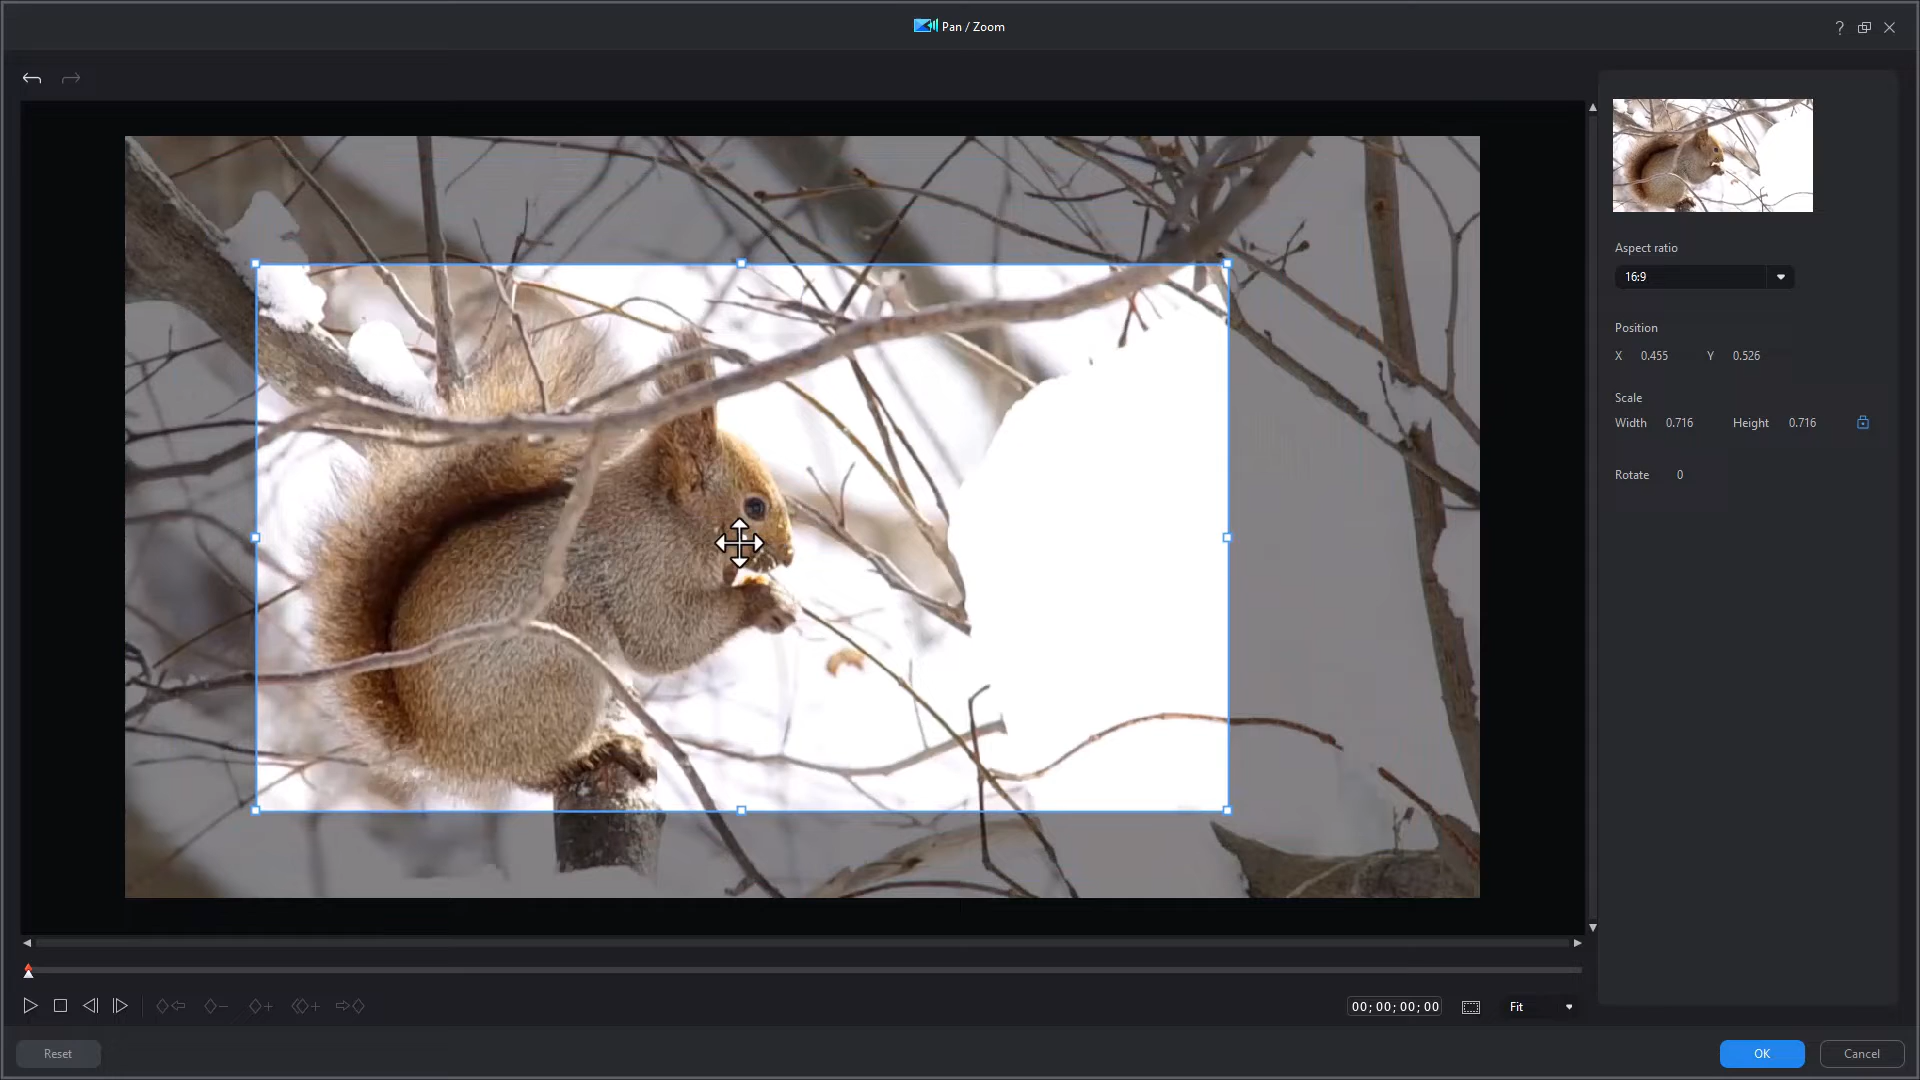 Pan / Zoom
Aspect ratio
16:9
Position
X 0.455 Y 0.526
Scale
Width 0.716 Height 0.716
Rotate 0
00;00;00;00 Fit
Reset OK Cancel